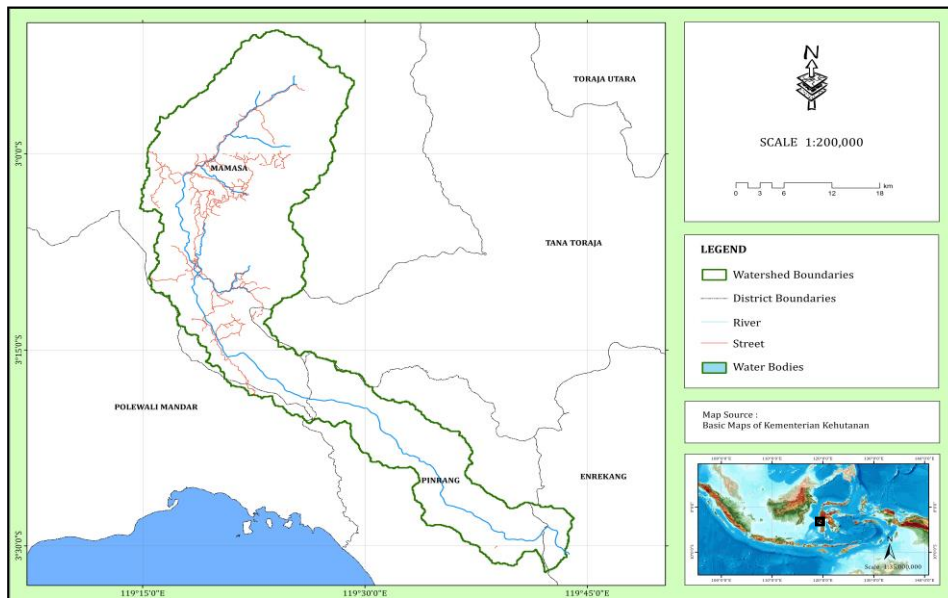 TORAJA UTARA
MAMASA
TANA TORAJA
POLEWALI MANDAR
PINRANG
ENREKANG
3°0'0"S
3°15'0"S
3°30'0"S
119°15'0"E
119°30'0"E
119°45'0"E
N
SCALE 1:200,000
0 3 6 12 18
km
LEGEND
Watershed Boundaries
District Boundaries
River
Street
Water Bodies
Map Source :
Basic Maps of Kementerian Kehutanan